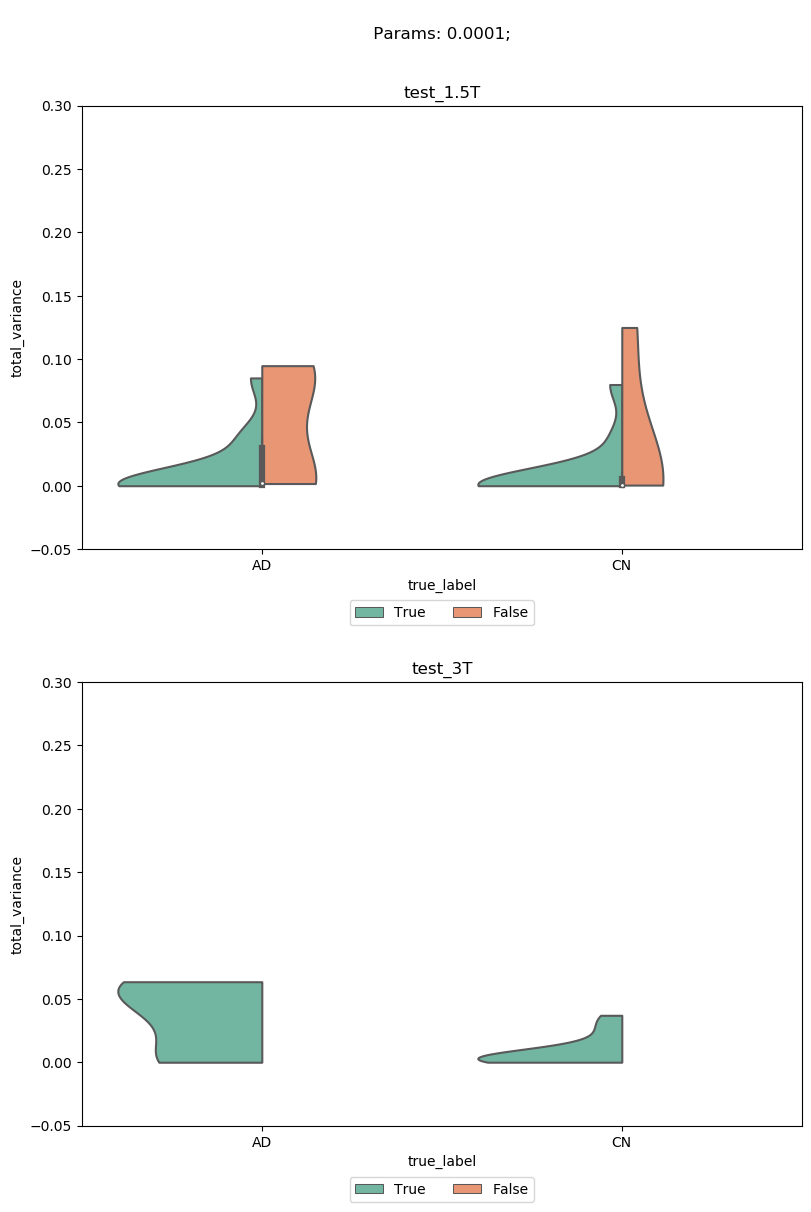 Params: 0.0001;
test_1.5T
0.30
0.25
0.20
0.15
0.10
0.05
0.00
−0.05
total_variance
AD CN
true_label
True False
test_3T
0.30
0.25
0.20
0.15
0.10
0.05
0.00
−0.05
total_variance
AD CN
true_label
True False